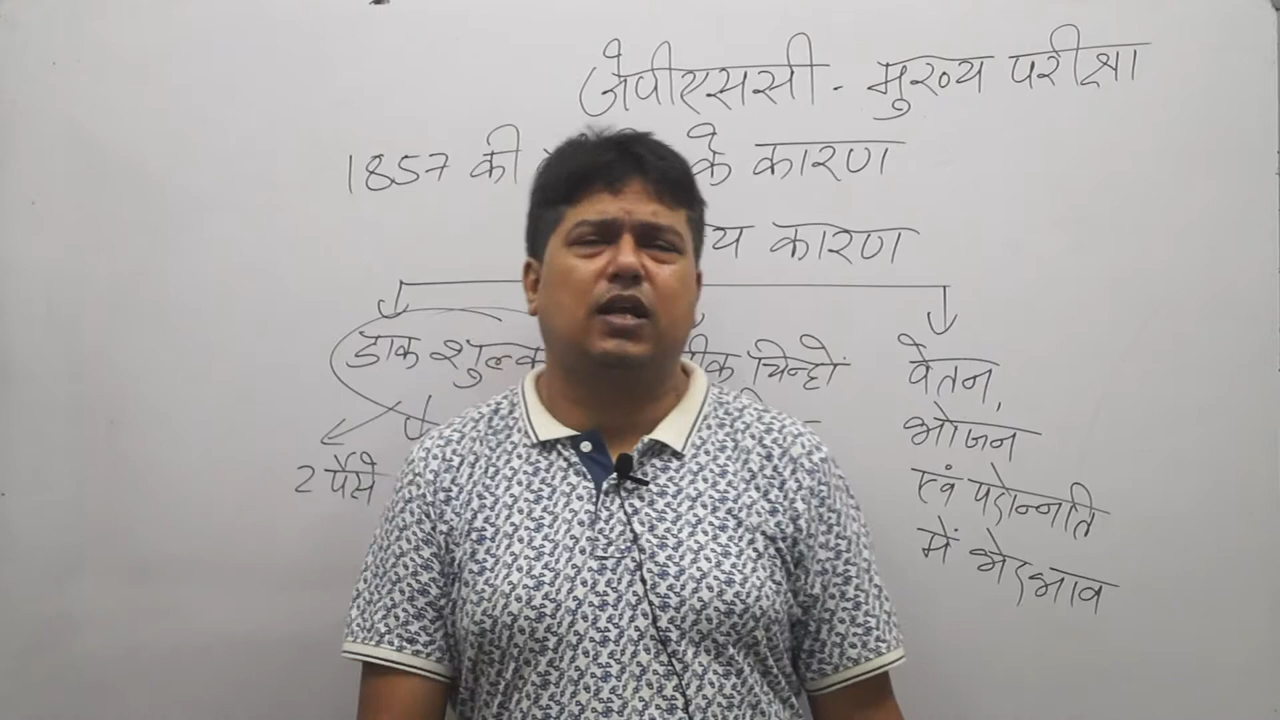 जेपीएससी - मुख्य परीक्षा
1857 की के कारण
कारण
डाक शुल्क चिन्हों वेतन,
भोजन
2 पैसे एवं पदोन्नति
में भेदभाव